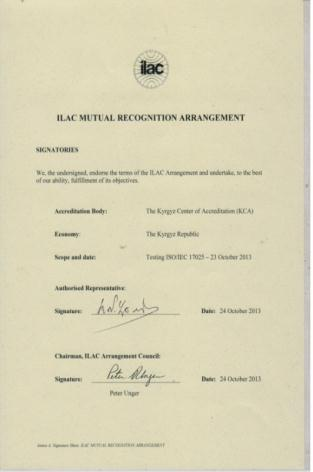 ilac
ILAC MUTUAL RECOGNITION ARRANGEMENT
SIGNATORIES
We, the undersigned, endorse the terms of the ILAC Arrangement and undertake, to the best
of our ability, fulfillment of its objectives.
Accreditation Body: The Kyrgyz Center of Accreditation (KCA)
Economy: The Kyrgyz Republic
Scope and date: Testing ISO/IEC 17025 – 23 October 2013
Authorised Representative:
Signature: Date: 24 October 2013
Chairman, ILAC Arrangement Council:
Signature: Peter Unger Date: 24 October 2013
Peter Unger
Annex 4. Signature Sheet. ILAC MUTUAL RECOGNITION ARRANGEMENT